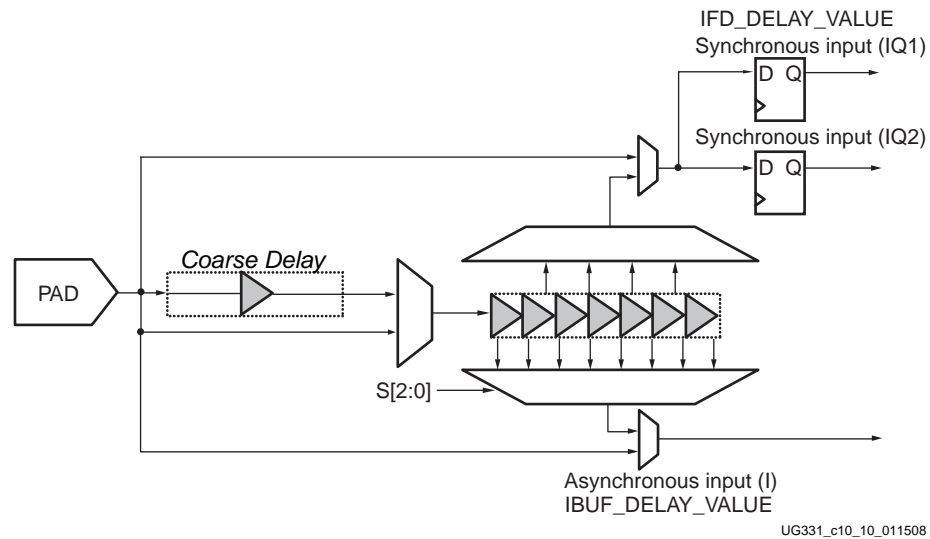 IFD_DELAY_VALUE
Synchronous input (IQ1)
D Q
Synchronous input (IQ2)
D Q
Coarse Delay
PAD
S[2:0]
Asynchronous input (I)
IBUF_DELAY_VALUE
UG331_c10_10_011508